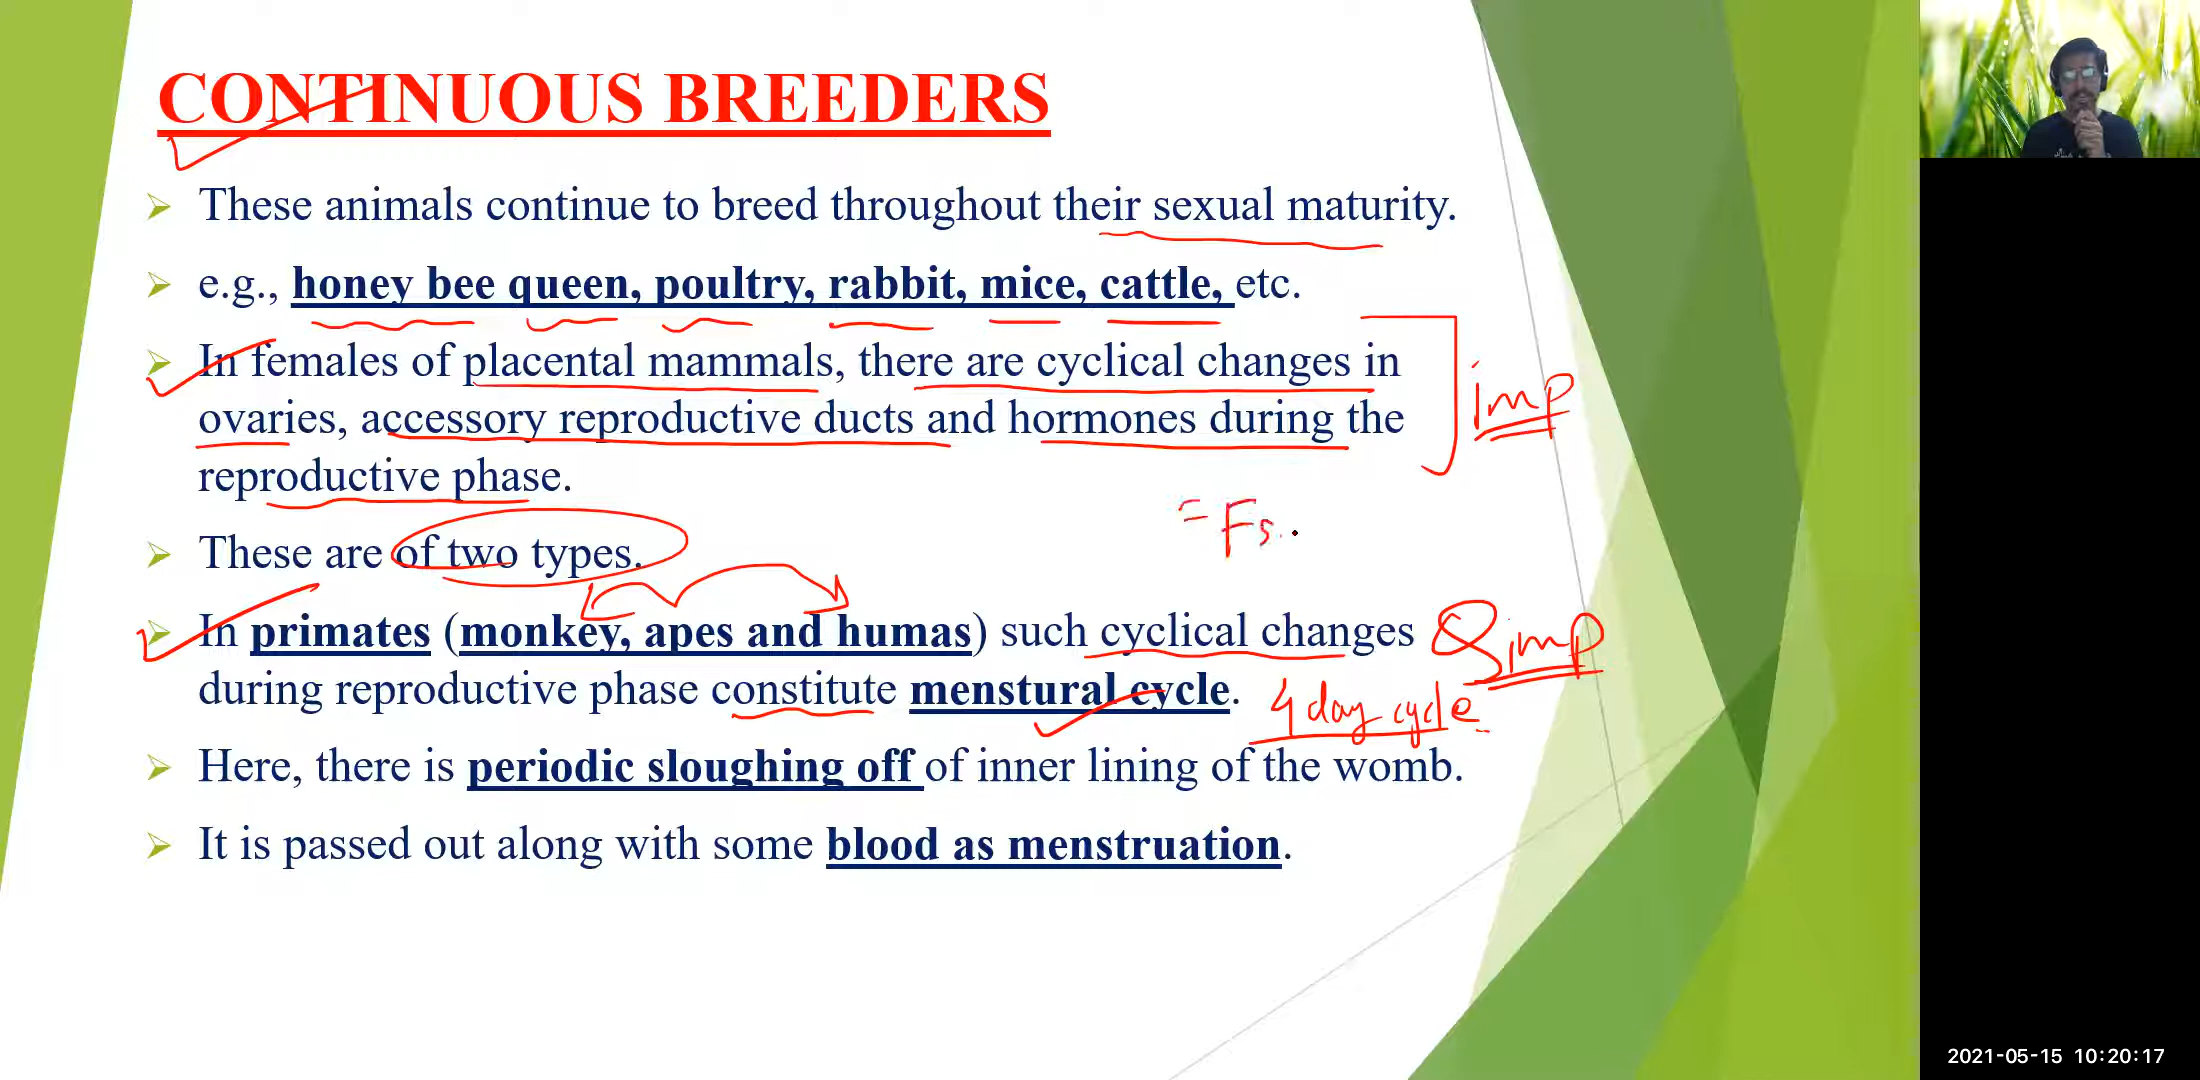 CONTINUOUS BREEDERS
These animals continue to breed throughout their sexual maturity.
e.g., honey bee queen, poultry, rabbit, mice, cattle, etc.
In females of placental mammals, there are cyclical changes in
ovaries, accessory reproductive ducts and hormones during the
reproductive phase.
imp
= Fs.
These are of two types.
In primates (monkey, apes and humas) such cyclical changes
imp
during reproductive phase constitute menstural cycle.
4 day cycle
Here, there is periodic sloughing off of inner lining of the womb.
It is passed out along with some blood as menstruation.
2021-05-15 10:20:17